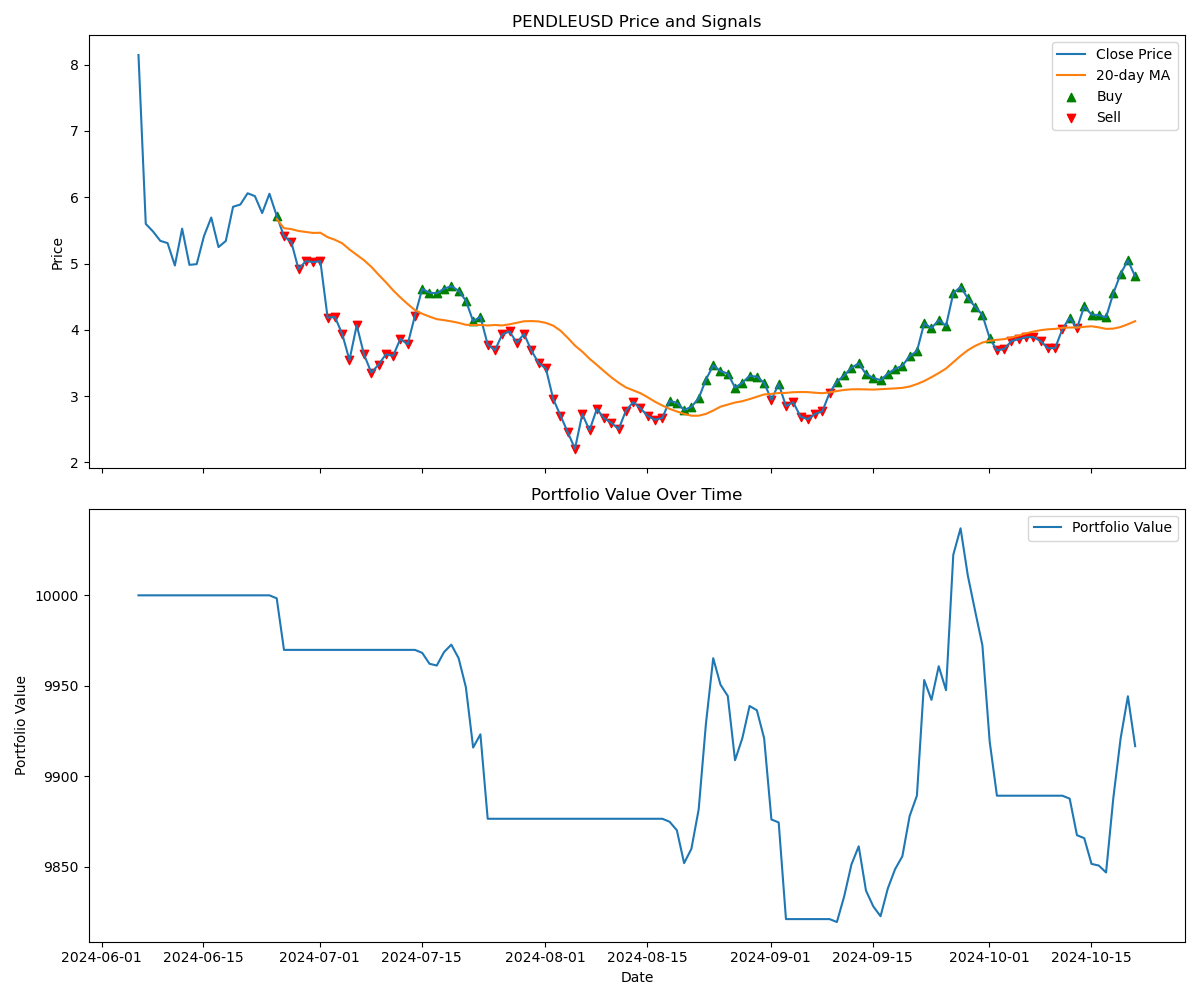 PENDLEUSD Price and Signals
Price
8
7
6
5
4
3
2
Close Price
20-day MA
Buy
Sell
Portfolio Value Over Time
Portfolio Value
10000
9950
9900
9850
Portfolio Value
2024-06-01 2024-06-15 2024-07-01 2024-07-15 2024-08-01 2024-08-15 2024-09-01 2024-09-15 2024-10-01 2024-10-15
Date